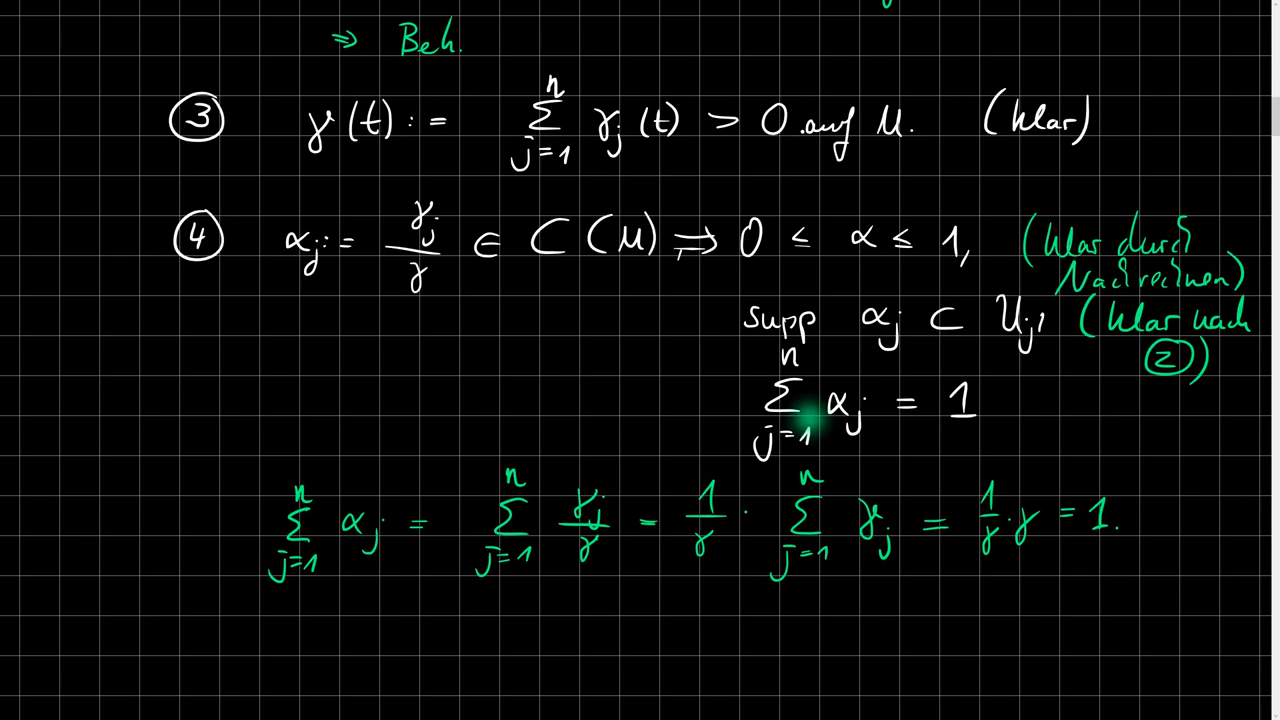 ⇒ Beh.
③ γ(t) := ∑_{j=1}^{n} γ_j(t) > 0 auf M. (klar)
④ α_j := γ_j/γ ∈ C(M) ⇒ 0 ≤ α ≤ 1, (klar durch Nachrechnen)
supp α_j ⊂ U_j, (klar nach ②)
∑_{j=1}^{n} α_j = 1
∑_{j=1}^{n} α_j = ∑_{j=1}^{n} γ_j/γ = 1/γ · ∑_{j=1}^{n} γ_j = 1/γ · γ = 1.